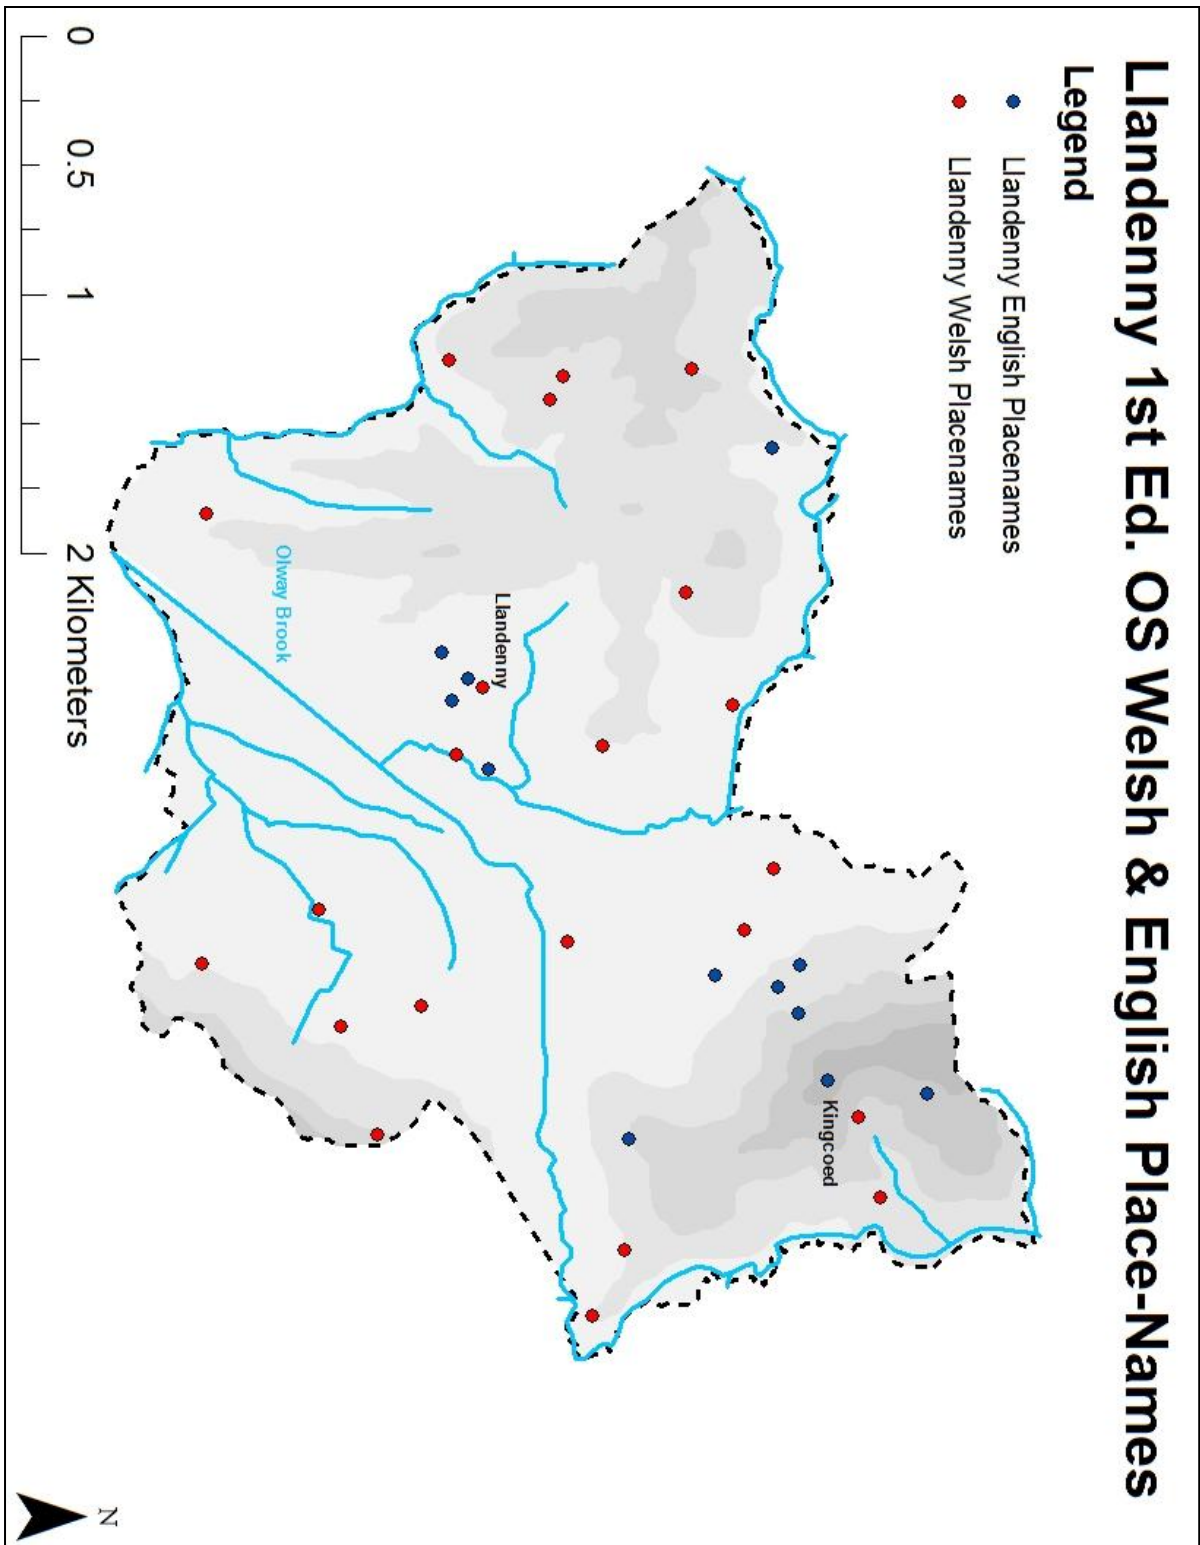 Llandenny 1st Ed. OS Welsh & English Place-Names
Legend
Llandenny English Placenames
Llandenny Welsh Placenames
Kingcoed
Llandenny
Olway Brook
0 0.5 1 2 Kilometers
N